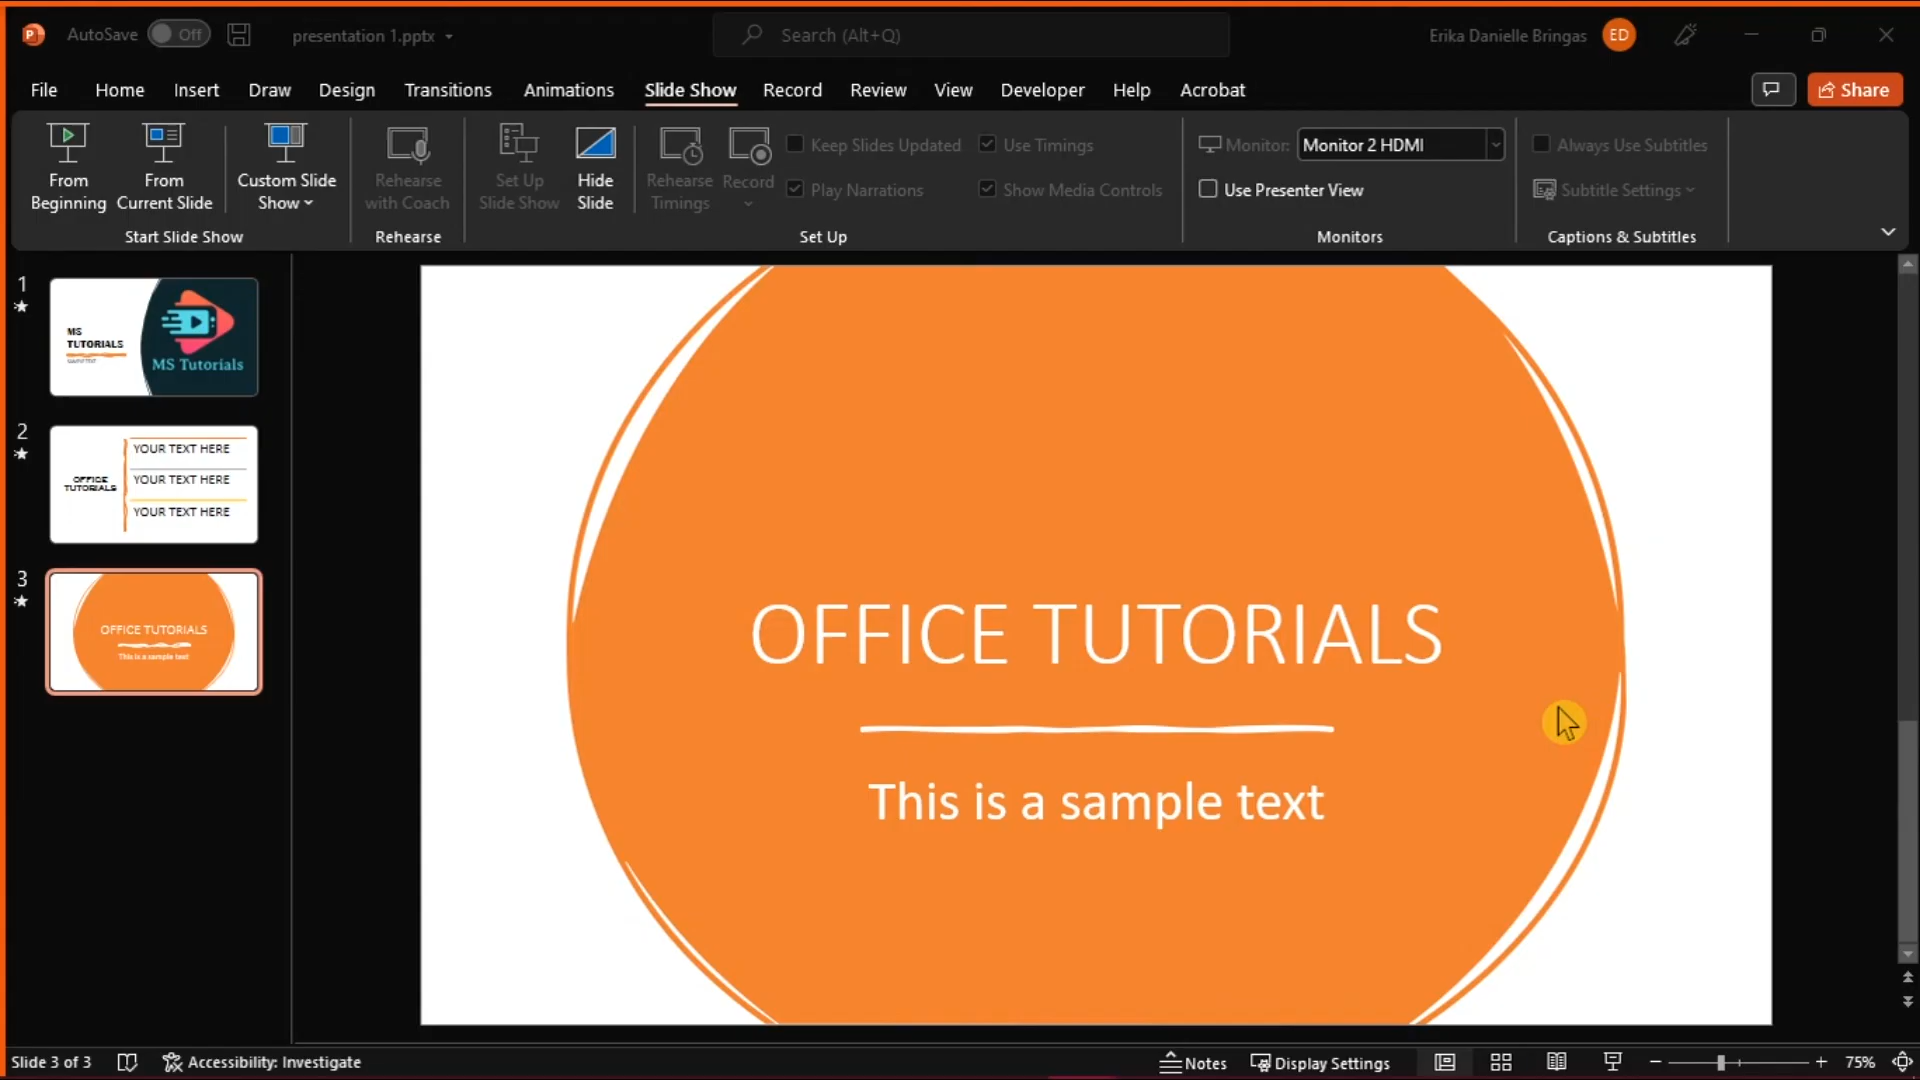 P
AutoSave Off presentation 1.pptx Search (Alt+Q) Erika Danielle Bringas ED
File Home Insert Draw Design Transitions Animations Slide Show Record Review View Developer Help Acrobat Share
From Beginning
From Current Slide
Custom Slide Show
Start Slide Show
Rehearse with Coach
Rehearse
Set Up Slide Show
Hide Slide
Rehearse Timings
Record
Keep Slides Updated
Play Narrations
Use Timings
Show Media Controls
Set Up
Monitor: Monitor 2 HDMI
Use Presenter View
Monitors
Always Use Subtitles
Subtitle Settings
Captions & Subtitles
1
MS
TUTORIALS
MS Tutorials
2
OFFICE
TUTORIALS
YOUR TEXT HERE
YOUR TEXT HERE
YOUR TEXT HERE
3
OFFICE TUTORIALS
This is a sample text
OFFICE TUTORIALS
This is a sample text
Slide 3 of 3 Accessibility: Investigate Notes Display Settings 75%